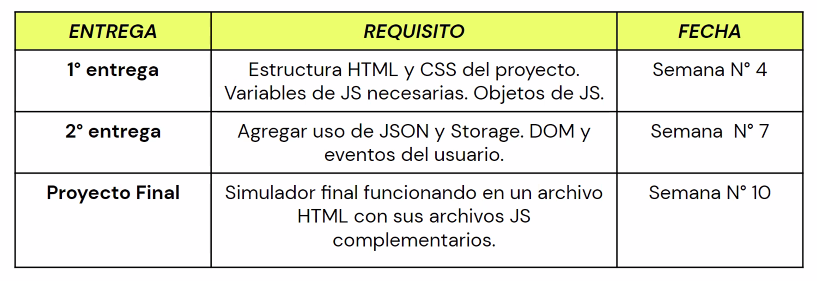 ENTREGA REQUISITO FECHA
1° entrega Estructura HTML y CSS del proyecto. Semana N° 4
Variables de JS necesarias. Objetos de JS.
2° entrega Agregar uso de JSON y Storage. DOM y Semana N° 7
eventos del usuario.
Proyecto Final Simulador final funcionando en un archivo Semana N° 10
HTML con sus archivos JS
complementarios.